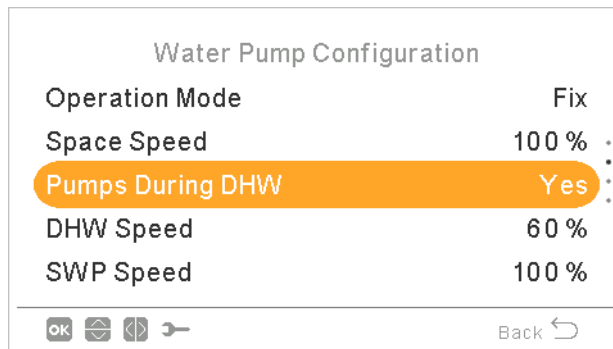 Water Pump Configuration
Operation Mode Fix
Space Speed 100 %
Pumps During DHW Yes
DHW Speed 60 %
SWP Speed 100 %
OK Back